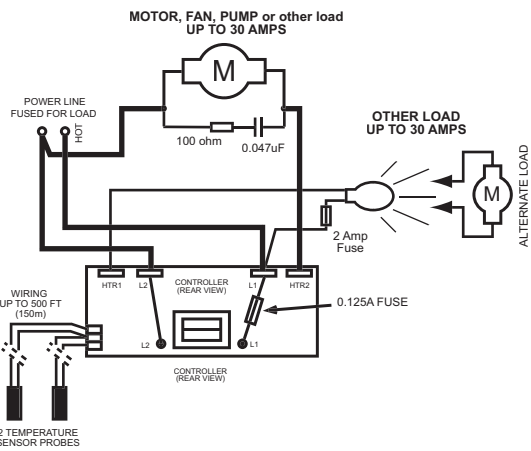 MOTOR, FAN, PUMP or other load
UP TO 30 AMPS
M
POWER LINE
FUSED FOR LOAD
HOT
100 ohm
0.047uF
OTHER LOAD
UP TO 30 AMPS
M
ALTERNATE LOAD
2 Amp
Fuse
HTR1
L2
CONTROLLER
(REAR VIEW)
L1
HTR2
WIRING
UP TO 500 FT
(150m)
0.125A FUSE
L2
L1
CONTROLLER
(REAR VIEW)
2 TEMPERATURE
SENSOR PROBES